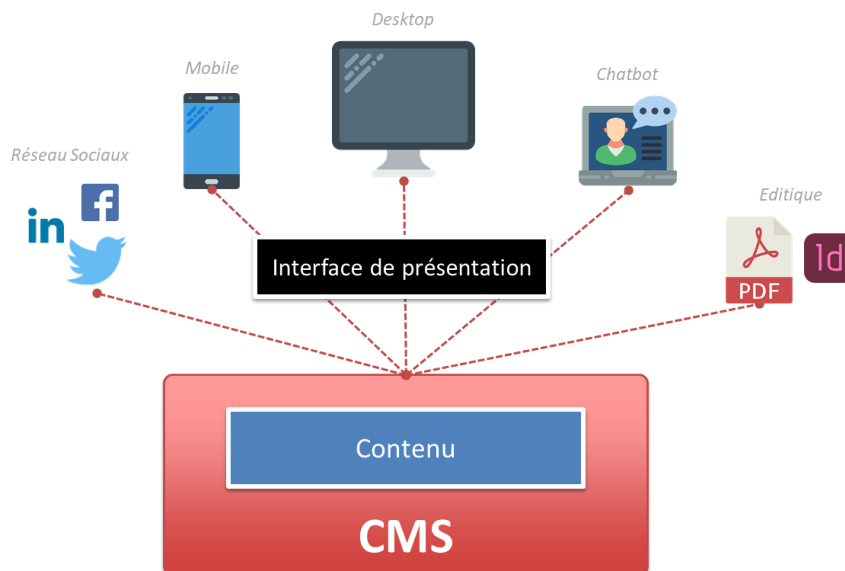 Desktop
Mobile
Chatbot
Réseau Sociaux
Editique
in
f
Interface de présentation
PDF
Id
Contenu
CMS